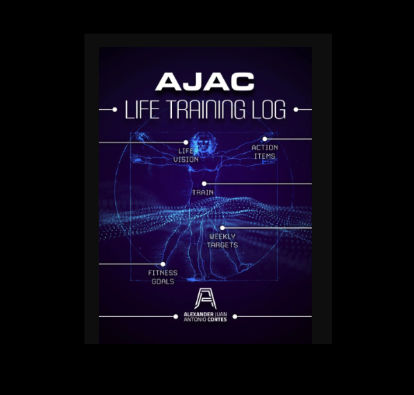 AJAC
LIFE TRAINING LOG
LIFE
VISION
ACTION
ITEMS
TRAIN
WEEKLY
TARGETS
FITNESS
GOALS
ALEXANDER JUAN
ANTONIO CORTES